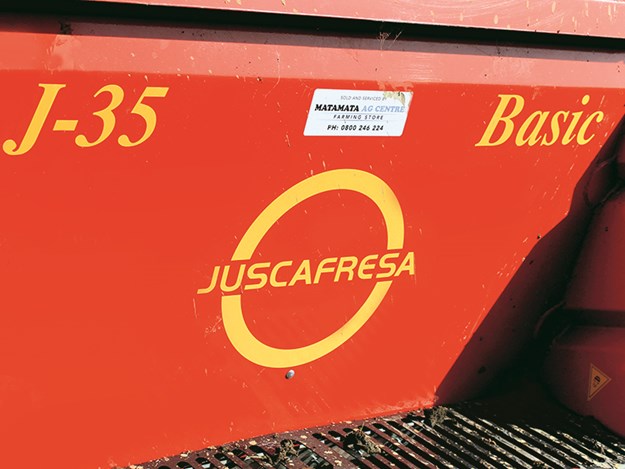 J-35
SOLD AND SERVICED BY
MATAMATA AG CENTRE
FARMING STORE
PH: 0800 246 224
Basic
JUSCAFRESA